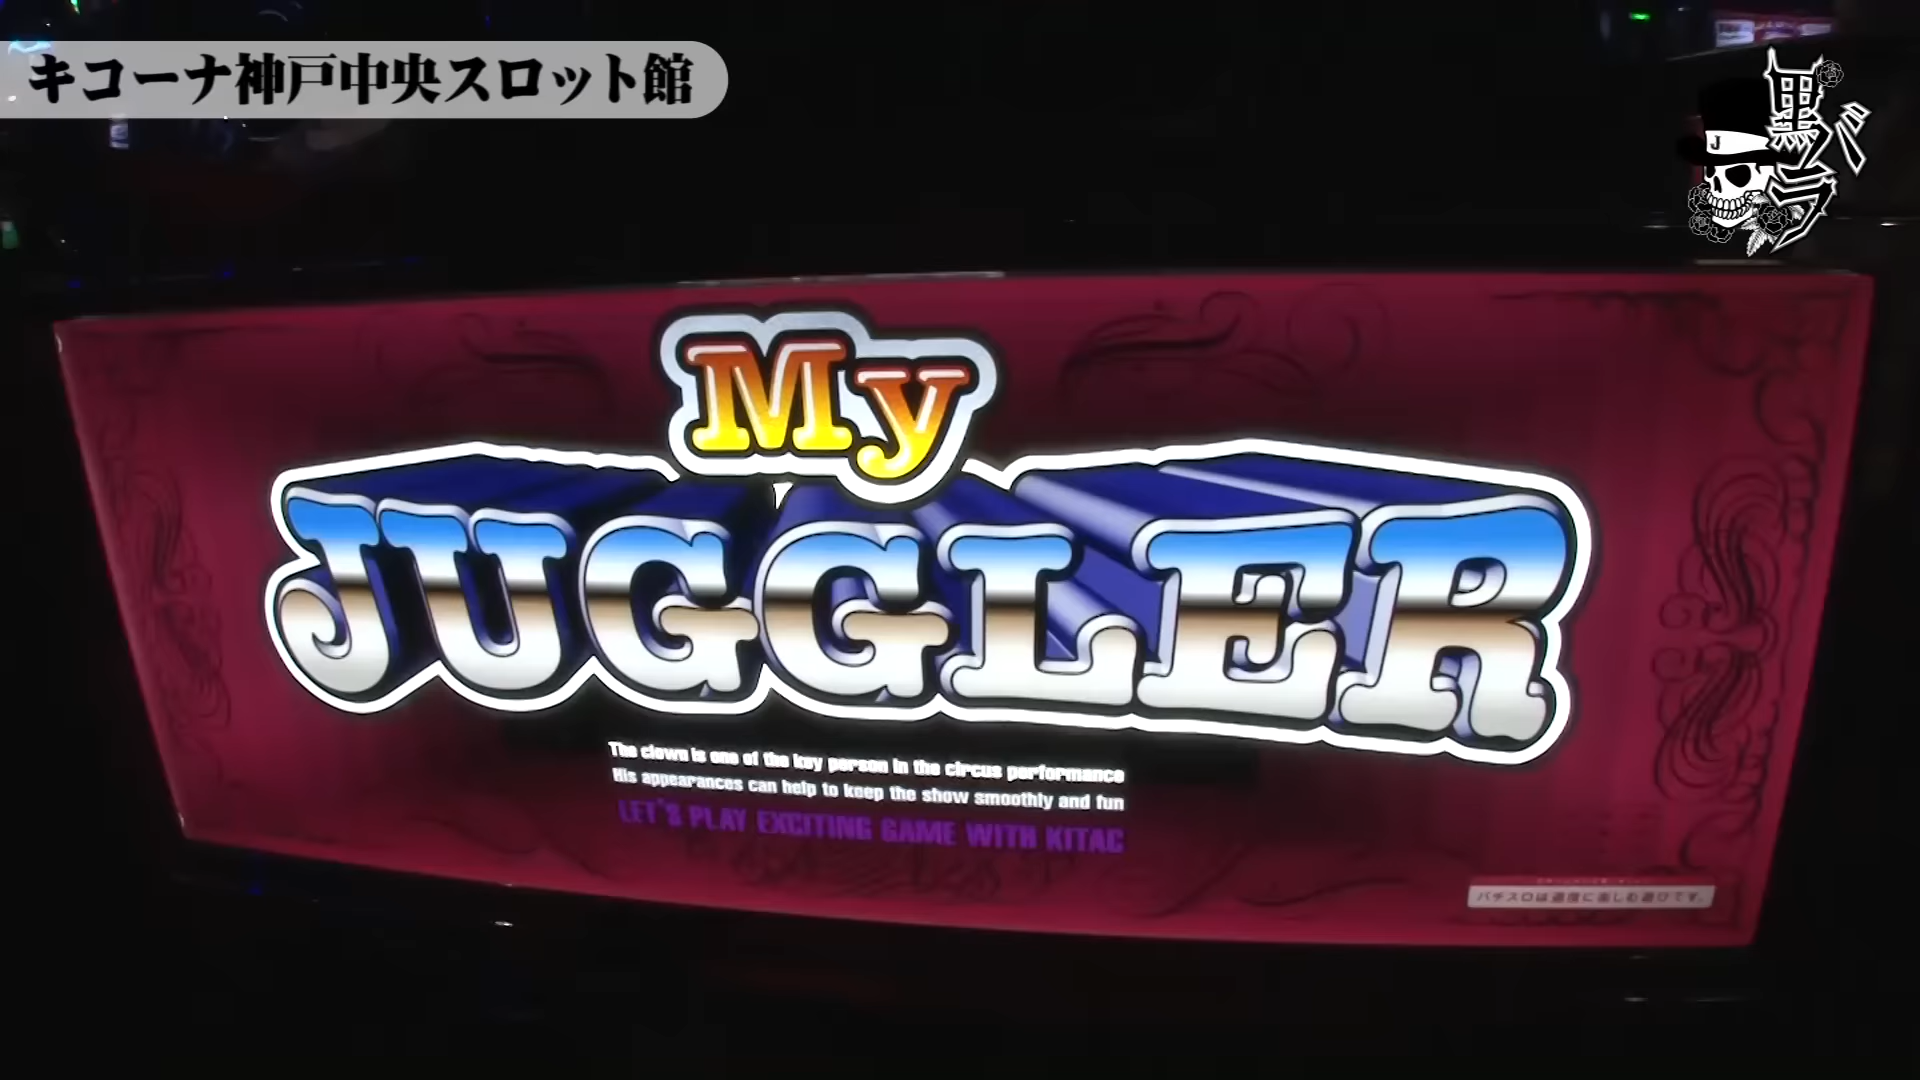 キコーナ神戸中央スロット館
黒バラ
J
My
JUGGLER
The clown is one of the key person in the circus performance
His appearances can help to keep the show smoothly and fun
LET'S PLAY EXCITING GAME WITH KITAC
パチスロは適度に楽しむ遊びです。